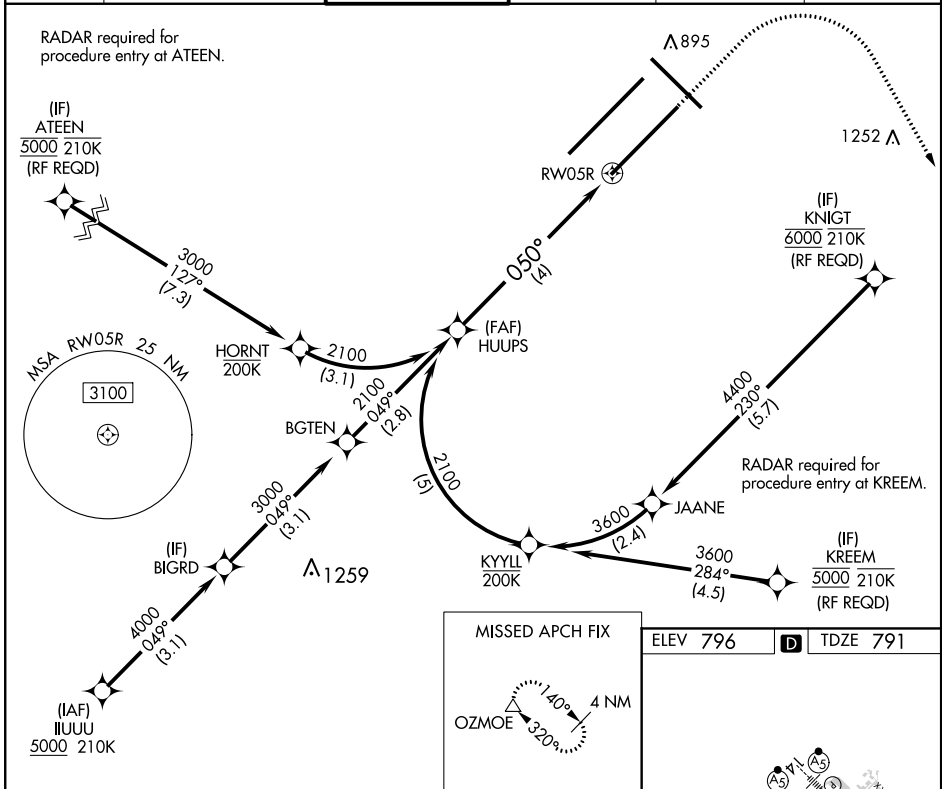 RADAR required for
procedure entry at ATEEN.
895
(IF)
ATEEN
5000 210K
(RF REQD)
1252
RW05R
(IF)
KNIGT
6000 210K
(RF REQD)
3000
127°
(7.3)
050°
(4)
(FAF)
HUUPS
HORNT
200K
2100
(3.1)
MSA RW05R 25 NM
3100
2100
049°
(2.8)
BGTEN
4400
230°
(5.7)
2100
(5)
RADAR required for
procedure entry at KREEM.
3000
049°
(3.1)
JAANE
3600
(2.4)
(IF)
BIGRD
1259
KYYLL
200K
3600
284°
(4.5)
(IF)
KREEM
5000 210K
(RF REQD)
4000
049°
(3.1)
(IAF)
IIUUU
5000 210K
MISSED APCH FIX
OZMOE
140°
320°
4 NM
ELEV 796
D
TDZE 791
A5
14
A5
P